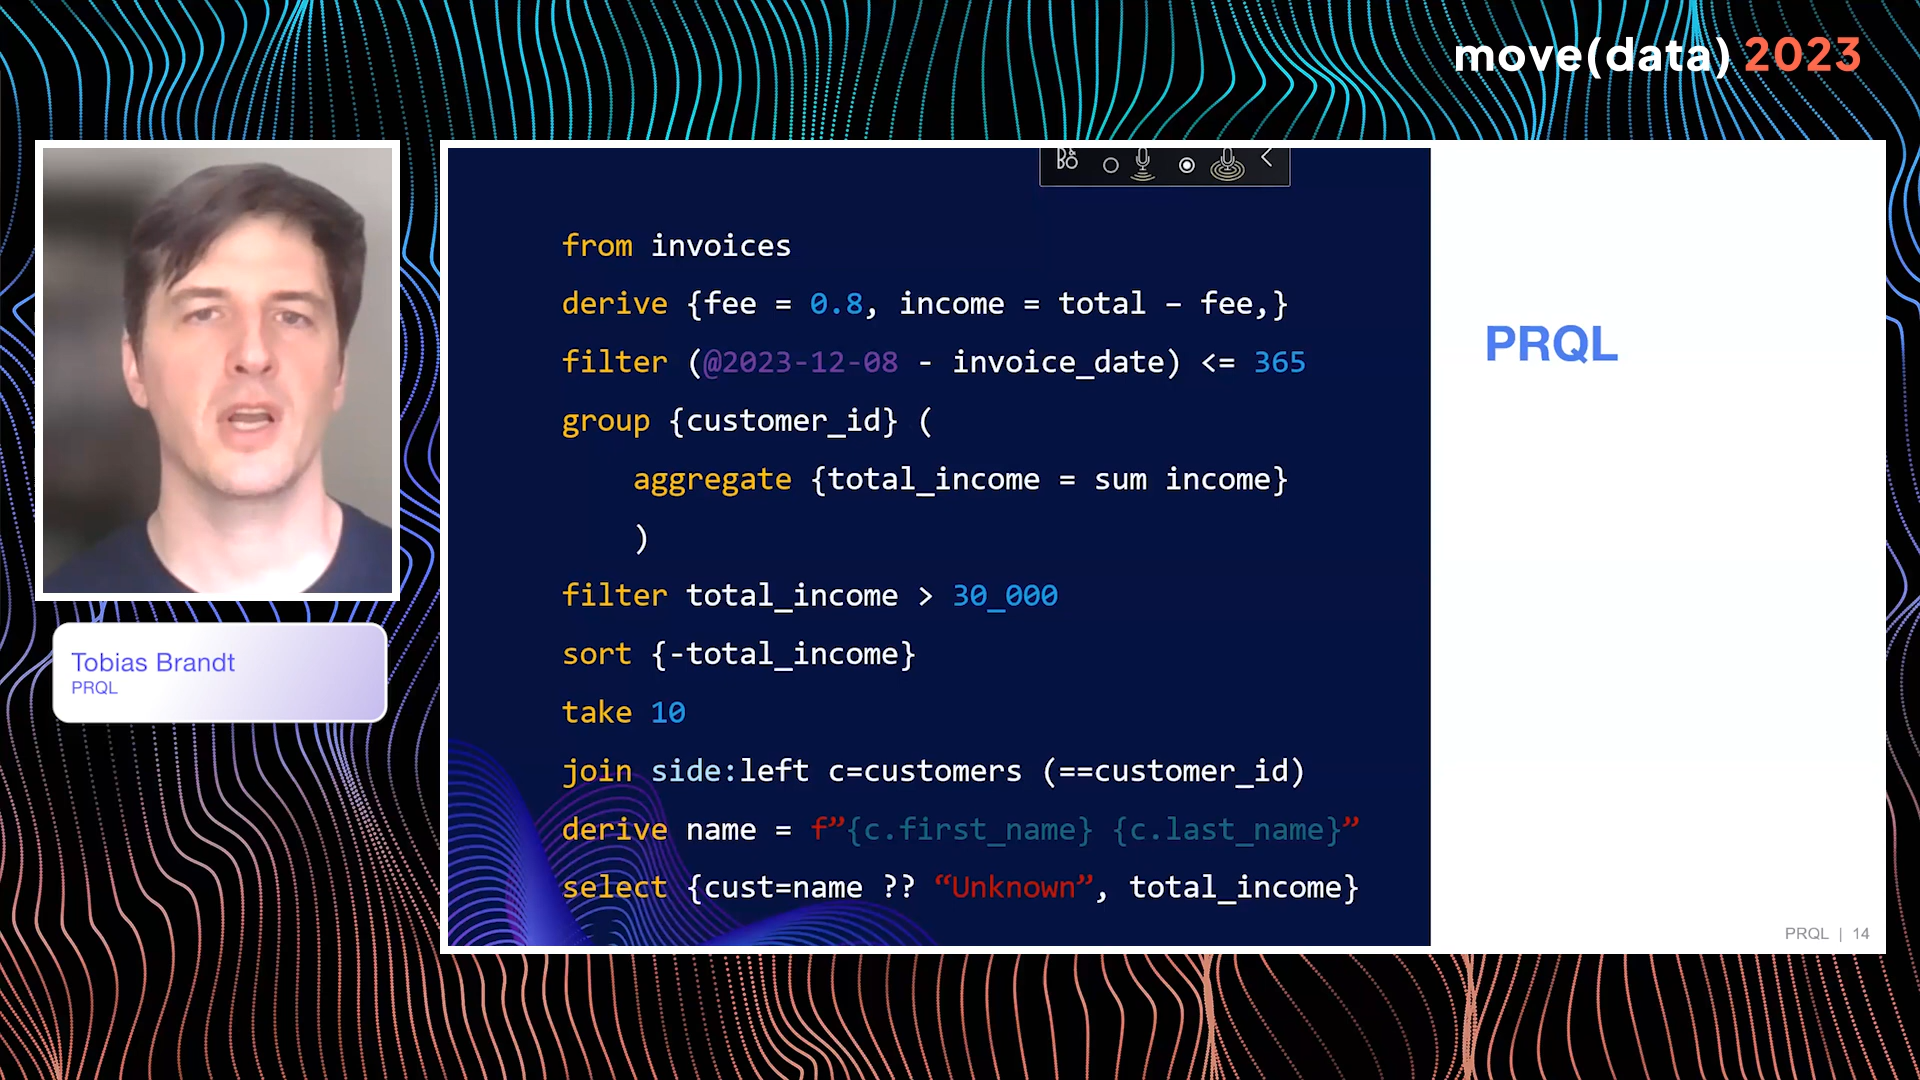 move(data) 2023
from invoices
derive {fee = 0.8, income = total – fee,}
filter (@2023-12-08 - invoice_date) <= 365
group {customer_id} (
aggregate {total_income = sum income}
)
filter total_income > 30_000
sort {-total_income}
take 10
join side:left c=customers (==customer_id)
derive name = f”{c.first_name} {c.last_name}”
select {cust=name ?? “Unknown”, total_income}
PRQL
PRQL | 14
Tobias Brandt
PRQL